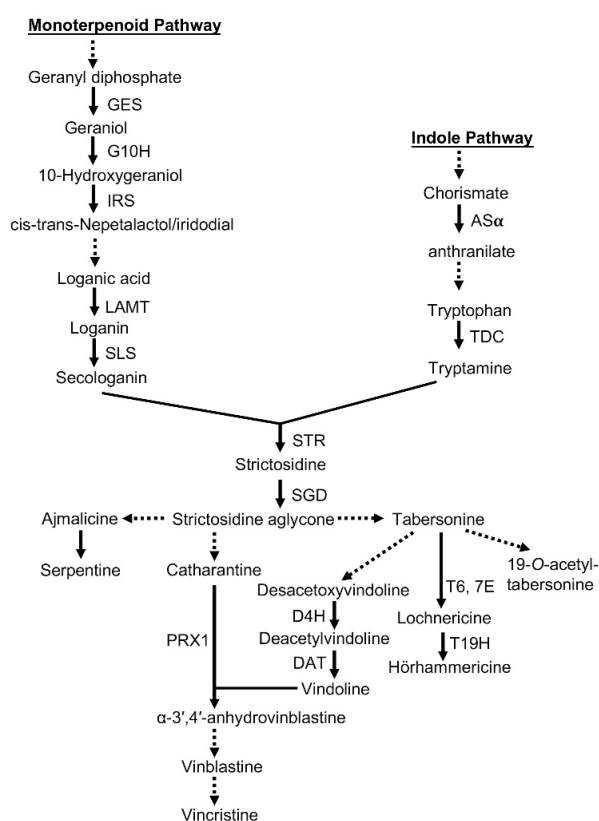 Monoterpenoid Pathway
Geranyl diphosphate
GES
Geraniol
G10H
10-Hydroxygeraniol
IRS
cis-trans-Nepetalactol/iridodial
Loganic acid
LAMT
Loganin
SLS
Secologanin
Indole Pathway
Chorismate
ASα
anthranilate
Tryptophan
TDC
Tryptamine
STR
Strictosidine
SGD
Ajmalicine
Strictosidine aglycone
Tabersonine
Serpentine
Catharantine
Desacetoxyvindoline
T6, 7E
19-O-acetyl-
tabersonine
D4H
Lochnericine
PRX1
Deacetylvindoline
T19H
DAT
Hörhammericine
Vindoline
α-3′,4′-anhydrovinblastine
Vinblastine
Vincristine